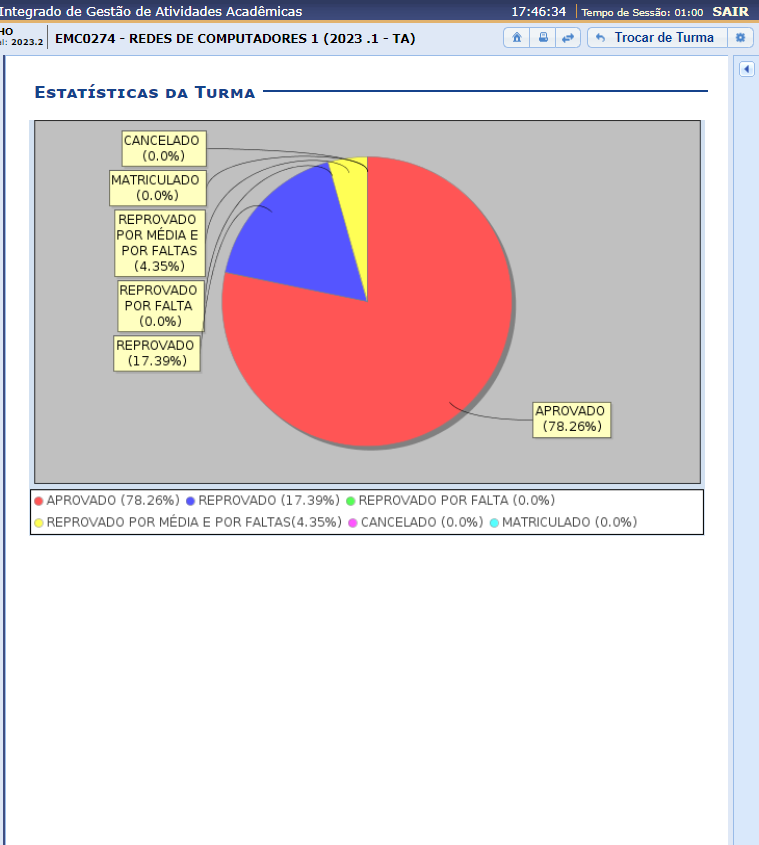 Integrado de Gestão de Atividades Acadêmicas 17:46:34 Tempo de Sessão: 01:00 SAIR
HO
el: 2023.2
EMC0274 - REDES DE COMPUTADORES 1 (2023 .1 - TA) Trocar de Turma
Estatísticas da Turma
CANCELADO
(0.0%)
MATRICULADO
(0.0%)
REPROVADO
POR MÉDIA E
POR FALTAS
(4.35%)
REPROVADO
POR FALTA
(0.0%)
REPROVADO
(17.39%)
APROVADO
(78.26%)
APROVADO (78.26%) REPROVADO (17.39%) REPROVADO POR FALTA (0.0%)
REPROVADO POR MÉDIA E POR FALTAS(4.35%) CANCELADO (0.0%) MATRICULADO (0.0%)